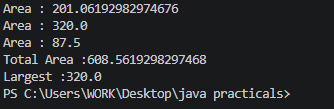 Area : 201.06192982974676
Area : 320.0
Area : 87.5
Total Area :608.5619298297468
Largest :320.0
PS C:\Users\WORK\Desktop\java practicals>